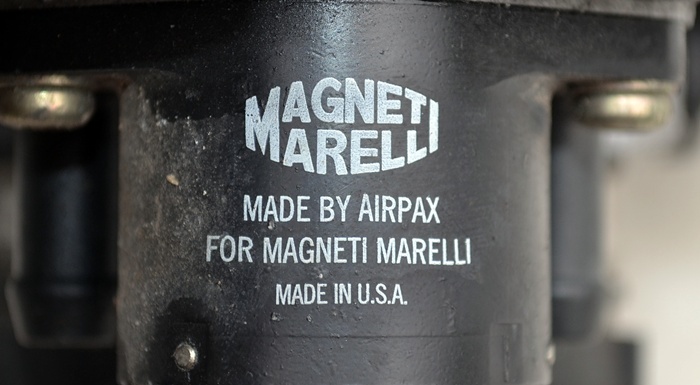 MAGNETI
MARELLI
MADE BY AIRPAX
FOR MAGNETI MARELLI
MADE IN U.S.A.